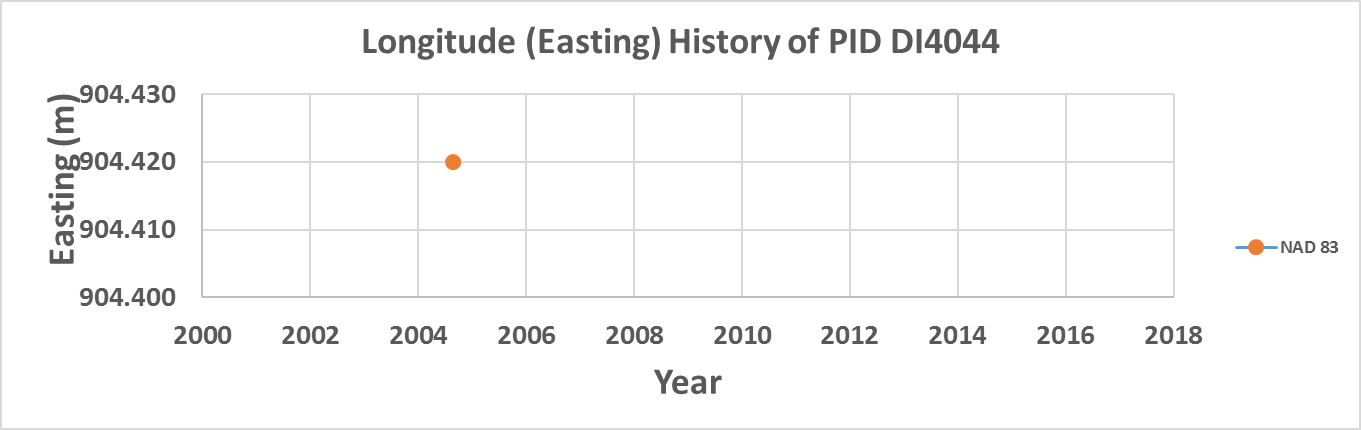 Longitude (Easting) History of PID DI4044
Easting (m)
904.430
904.420
904.410
904.400
2000 2002 2004 2006 2008 2010 2012 2014 2016 2018
Year
NAD 83